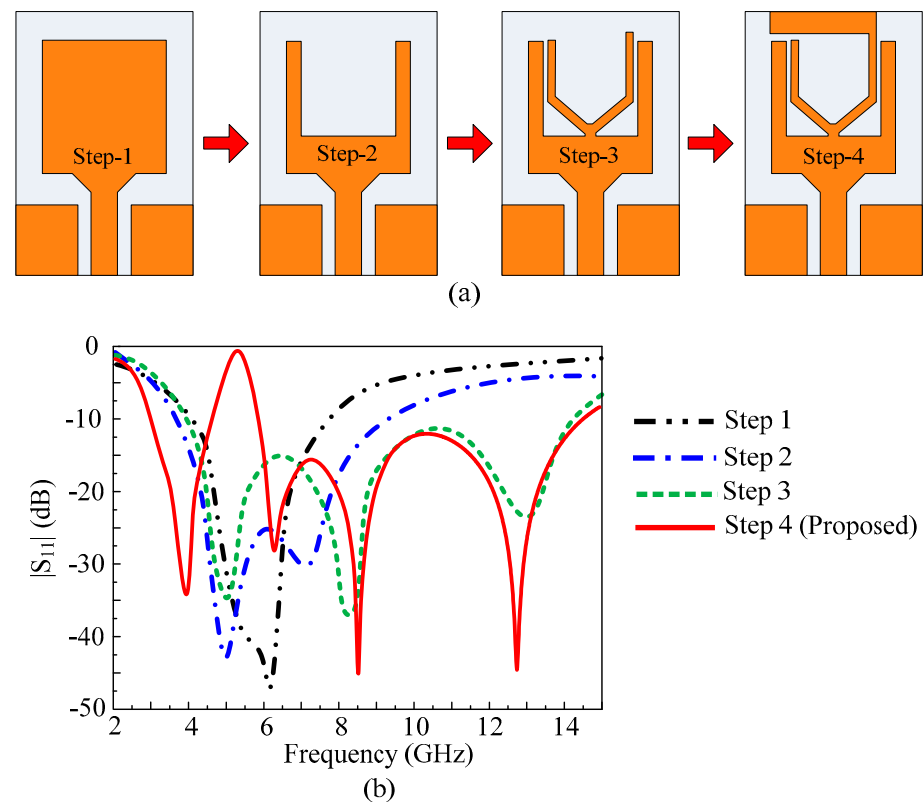 Step-1
Step-2
Step-3
Step-4
(a)
0
-10
-20
-30
-40
-50
|S11| (dB)
2 4 6 8 10 12 14
Frequency (GHz)
Step 1
Step 2
Step 3
Step 4 (Proposed)
(b)